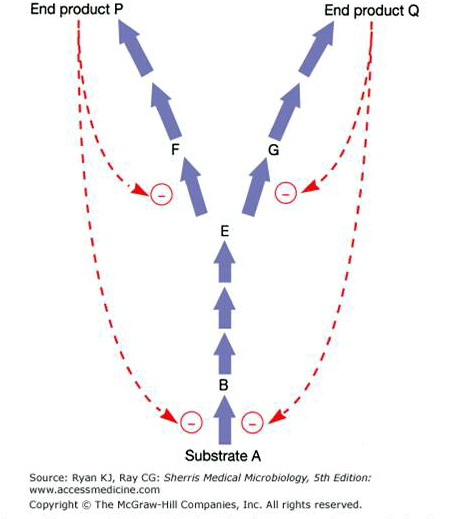 End product P
End product Q
F
G
−
−
E
B
−
−
Substrate A
Source: Ryan KJ, Ray CG: Sherris Medical Microbiology, 5th Edition:
www.accessmedicine.com
Copyright © The McGraw-Hill Companies, Inc. All rights reserved.